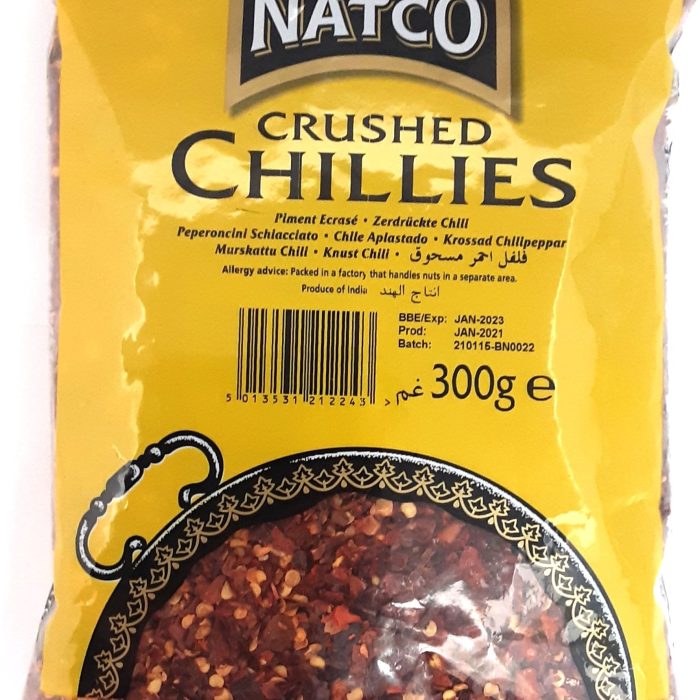 NATCO
CRUSHED
CHILLIES
Piment Ecrasé • Zerdrückte Chili
Peperoncini Schiacciato • Chile Aplastado • Krossad Chilipeppar
Murskattu Chili • Knust Chili • فلفل احمر مسحوق
Allergy advice: Packed in a factory that handles nuts in a separate area.
Produce of India انتاج الهند
BBE/Exp: JAN-2023
Prod: JAN-2021
Batch: 210115-BN0022
5 013531 212243 >
غم 300g e